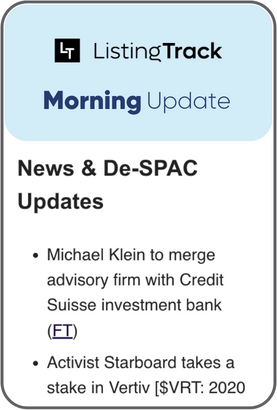 LT ListingTrack
Morning Update
News & De-SPAC
Updates
• Michael Klein to merge
advisory firm with Credit
Suisse investment bank
(FT)
• Activist Starboard takes a
stake in Vertiv [$VRT: 2020